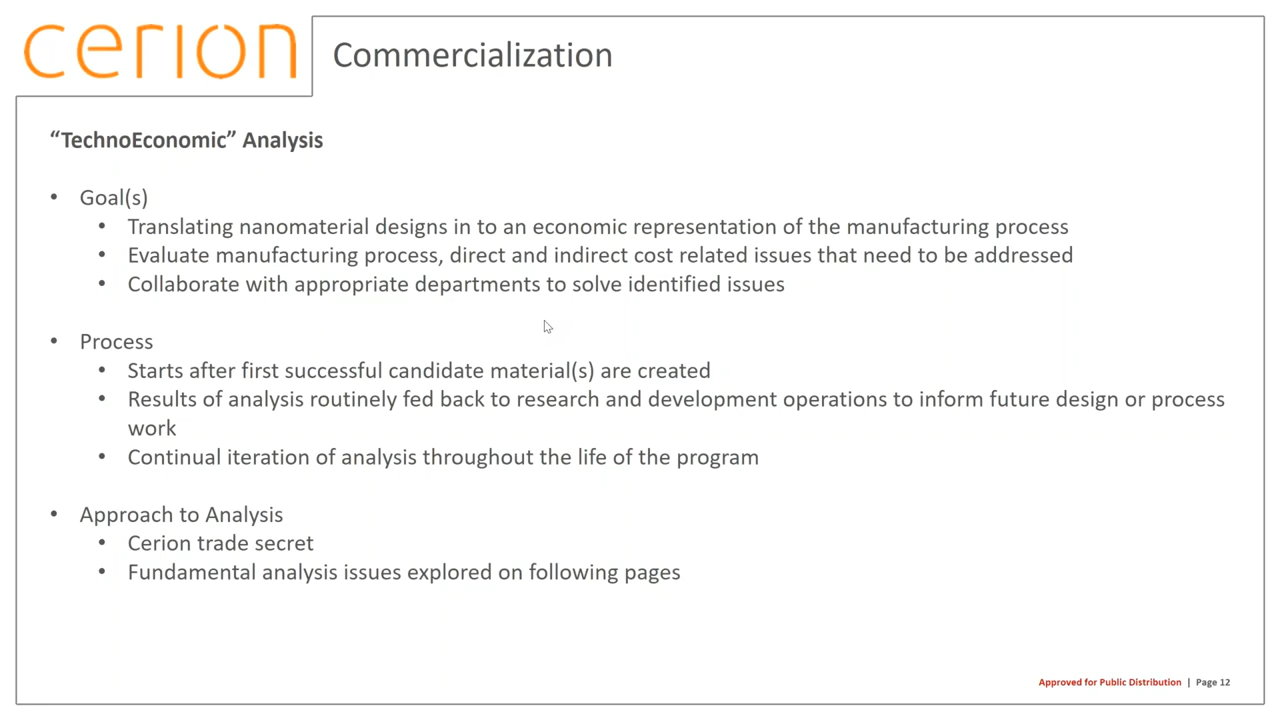 cerion
Commercialization
“TechnoEconomic” Analysis
• Goal(s)
• Translating nanomaterial designs in to an economic representation of the manufacturing process
• Evaluate manufacturing process, direct and indirect cost related issues that need to be addressed
• Collaborate with appropriate departments to solve identified issues
• Process
• Starts after first successful candidate material(s) are created
• Results of analysis routinely fed back to research and development operations to inform future design or process
work
• Continual iteration of analysis throughout the life of the program
• Approach to Analysis
• Cerion trade secret
• Fundamental analysis issues explored on following pages
Approved for Public Distribution | Page 12